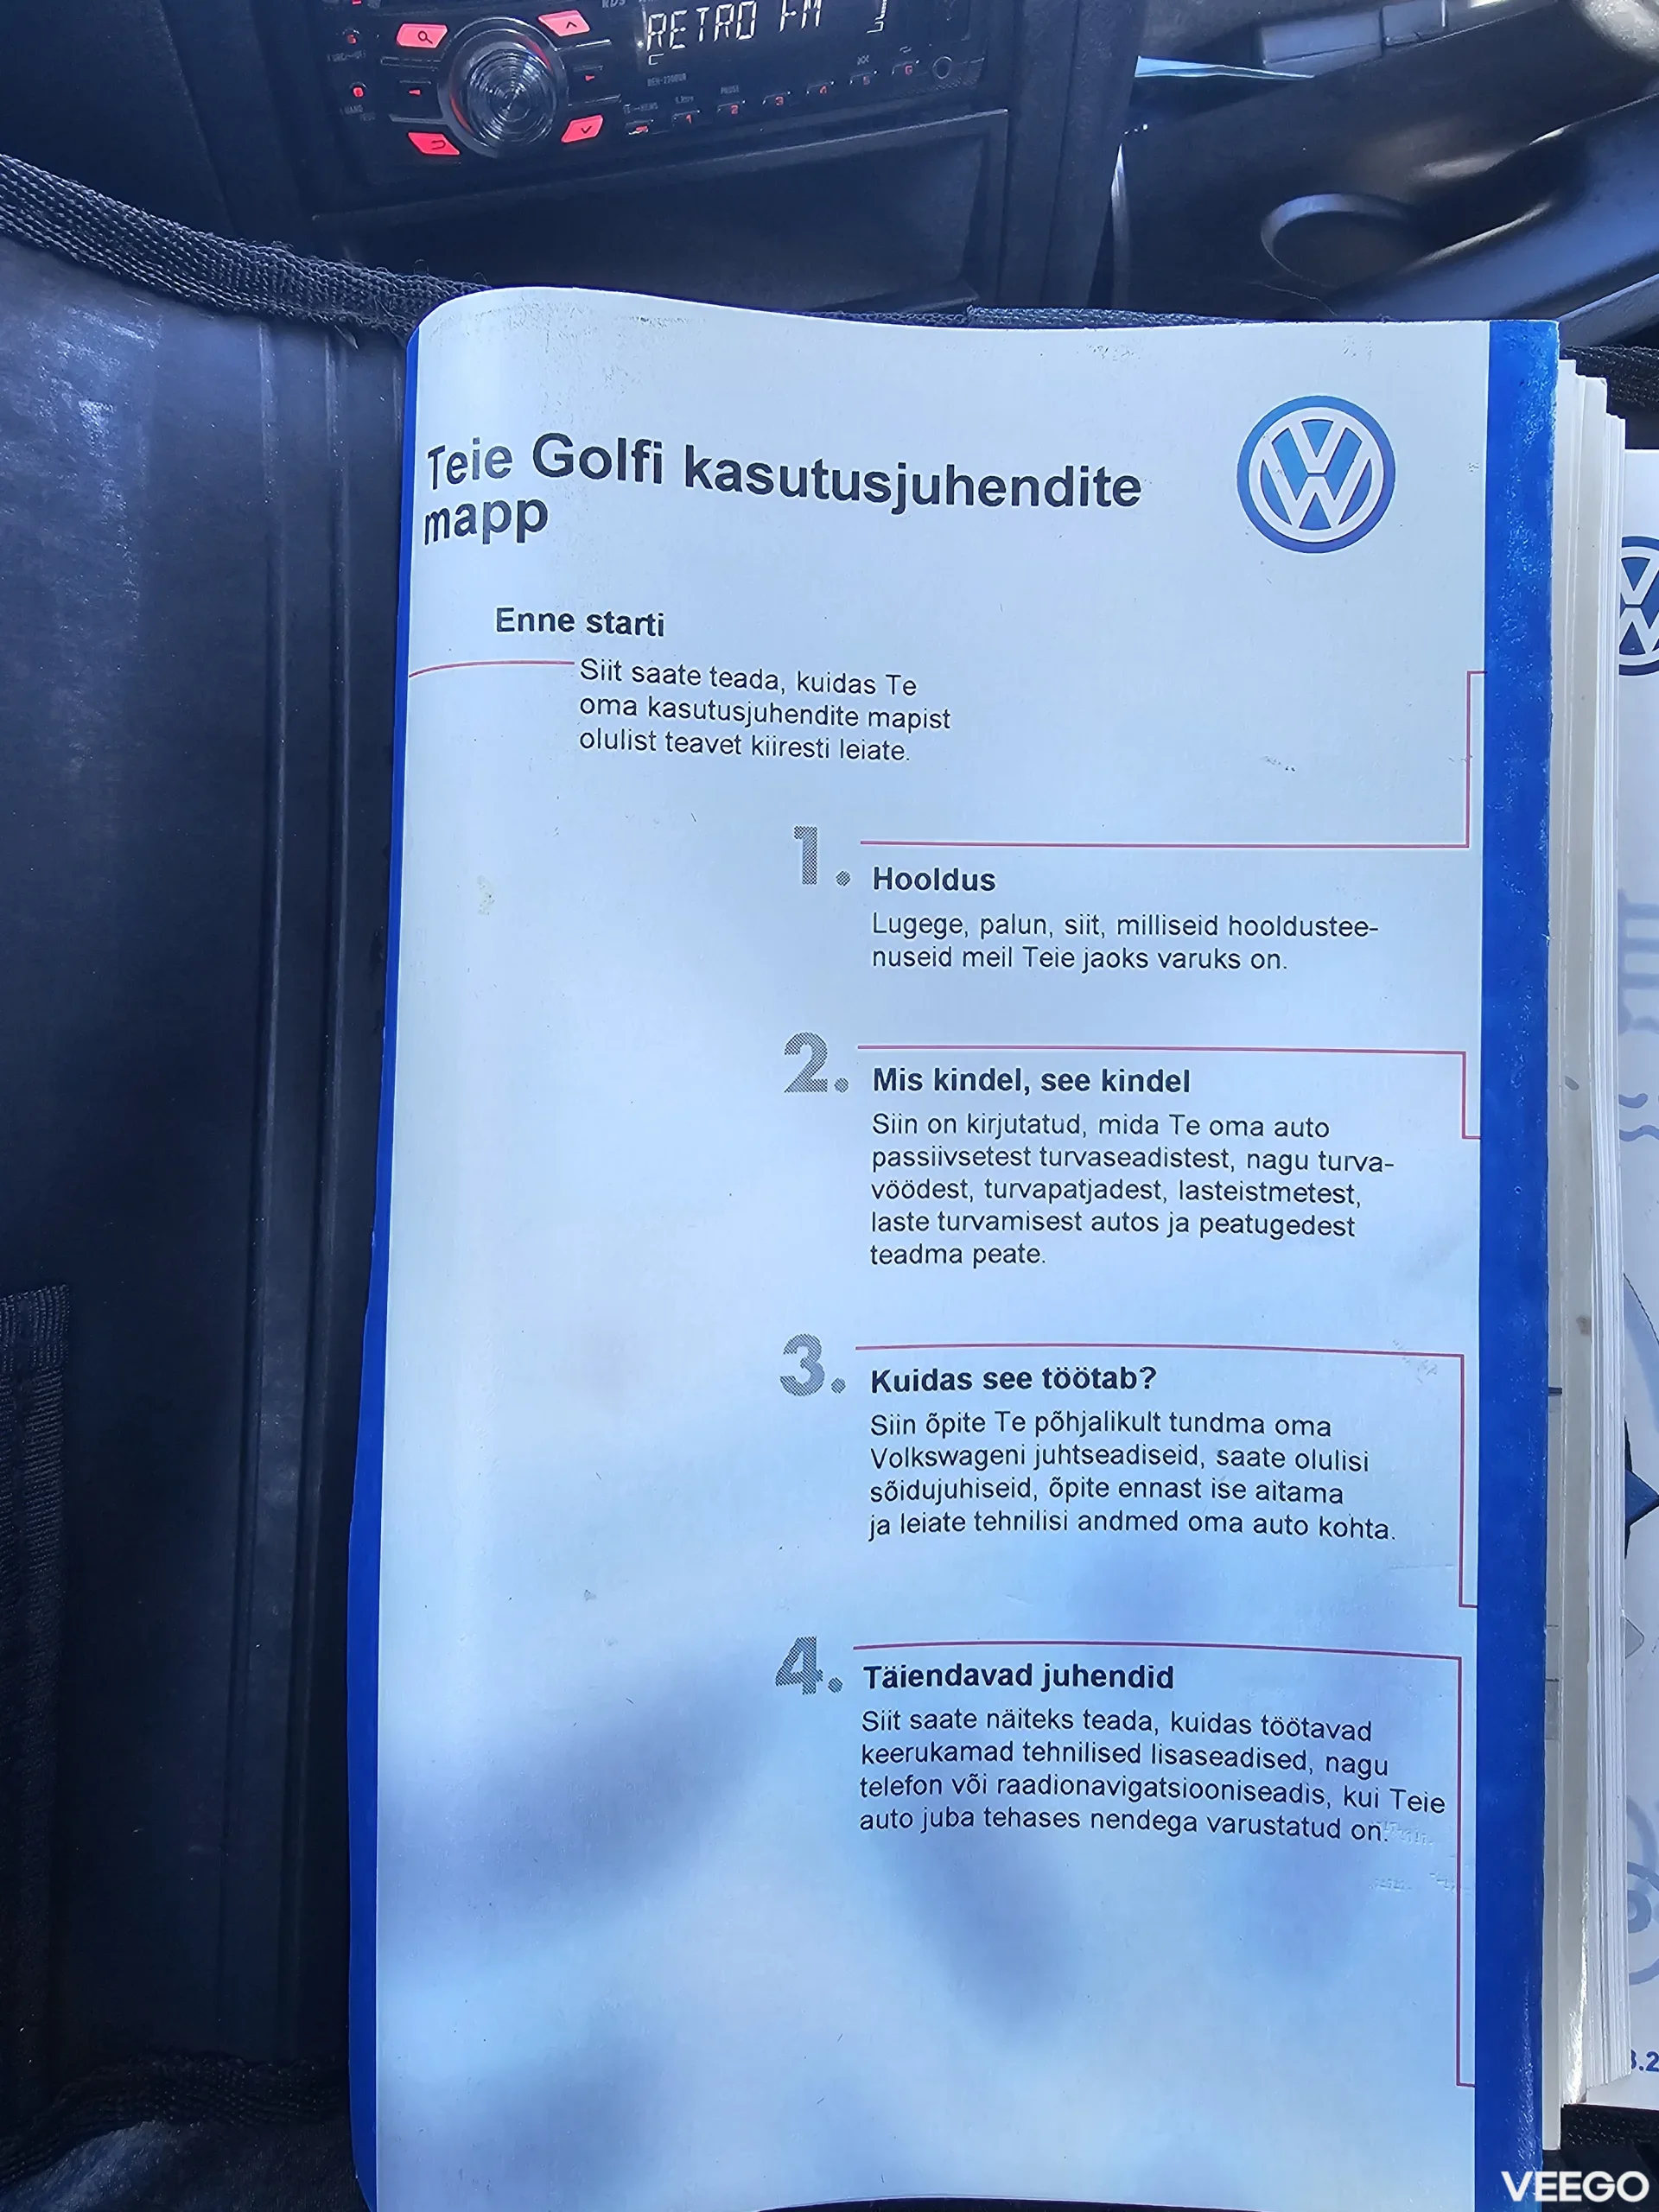 RETRO FM
Teie Golfi kasutusjuhendite
mapp
Enne starti
Siit saate teada, kuidas Te
oma kasutusjuhendite mapist
olulist teavet kiiresti leiate.
1.
Hooldus
Lugege, palun, siit, milliseid hooldustee-
nuseid meil Teie jaoks varuks on.
2.
Mis kindel, see kindel
Siin on kirjutatud, mida Te oma auto
passiivsetest turvaseadistest, nagu turva-
vöödest, turvapatjadest, lasteistmetest,
laste turvamisest autos ja peatugedest
teadma peate.
3.
Kuidas see töötab?
Siin õpite Te põhjalikult tundma oma
Volkswageni juhtseadiseid, saate olulisi
sõidujuhiseid, õpite ennast ise aitama
ja leiate tehnilisi andmed oma auto kohta.
4.
Täiendavad juhendid
Siit saate näiteks teada, kuidas töötavad
keerukamad tehnilised lisaseadised, nagu
telefon või raadionavigatsiooniseadis, kui Teie
auto juba tehases nendega varustatud on.
VEEGO